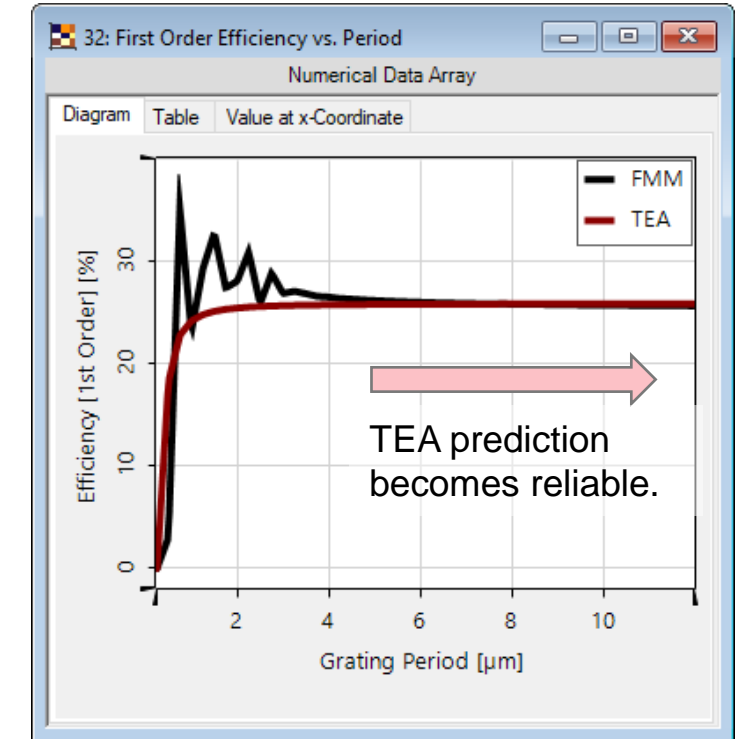 32: First Order Efficiency vs. Period
Numerical Data Array
Diagram Table Value at x-Coordinate
FMM
TEA
Efficiency [1st Order] [%]
30
20
10
0
TEA prediction
becomes reliable.
2 4 6 8 10
Grating Period [µm]